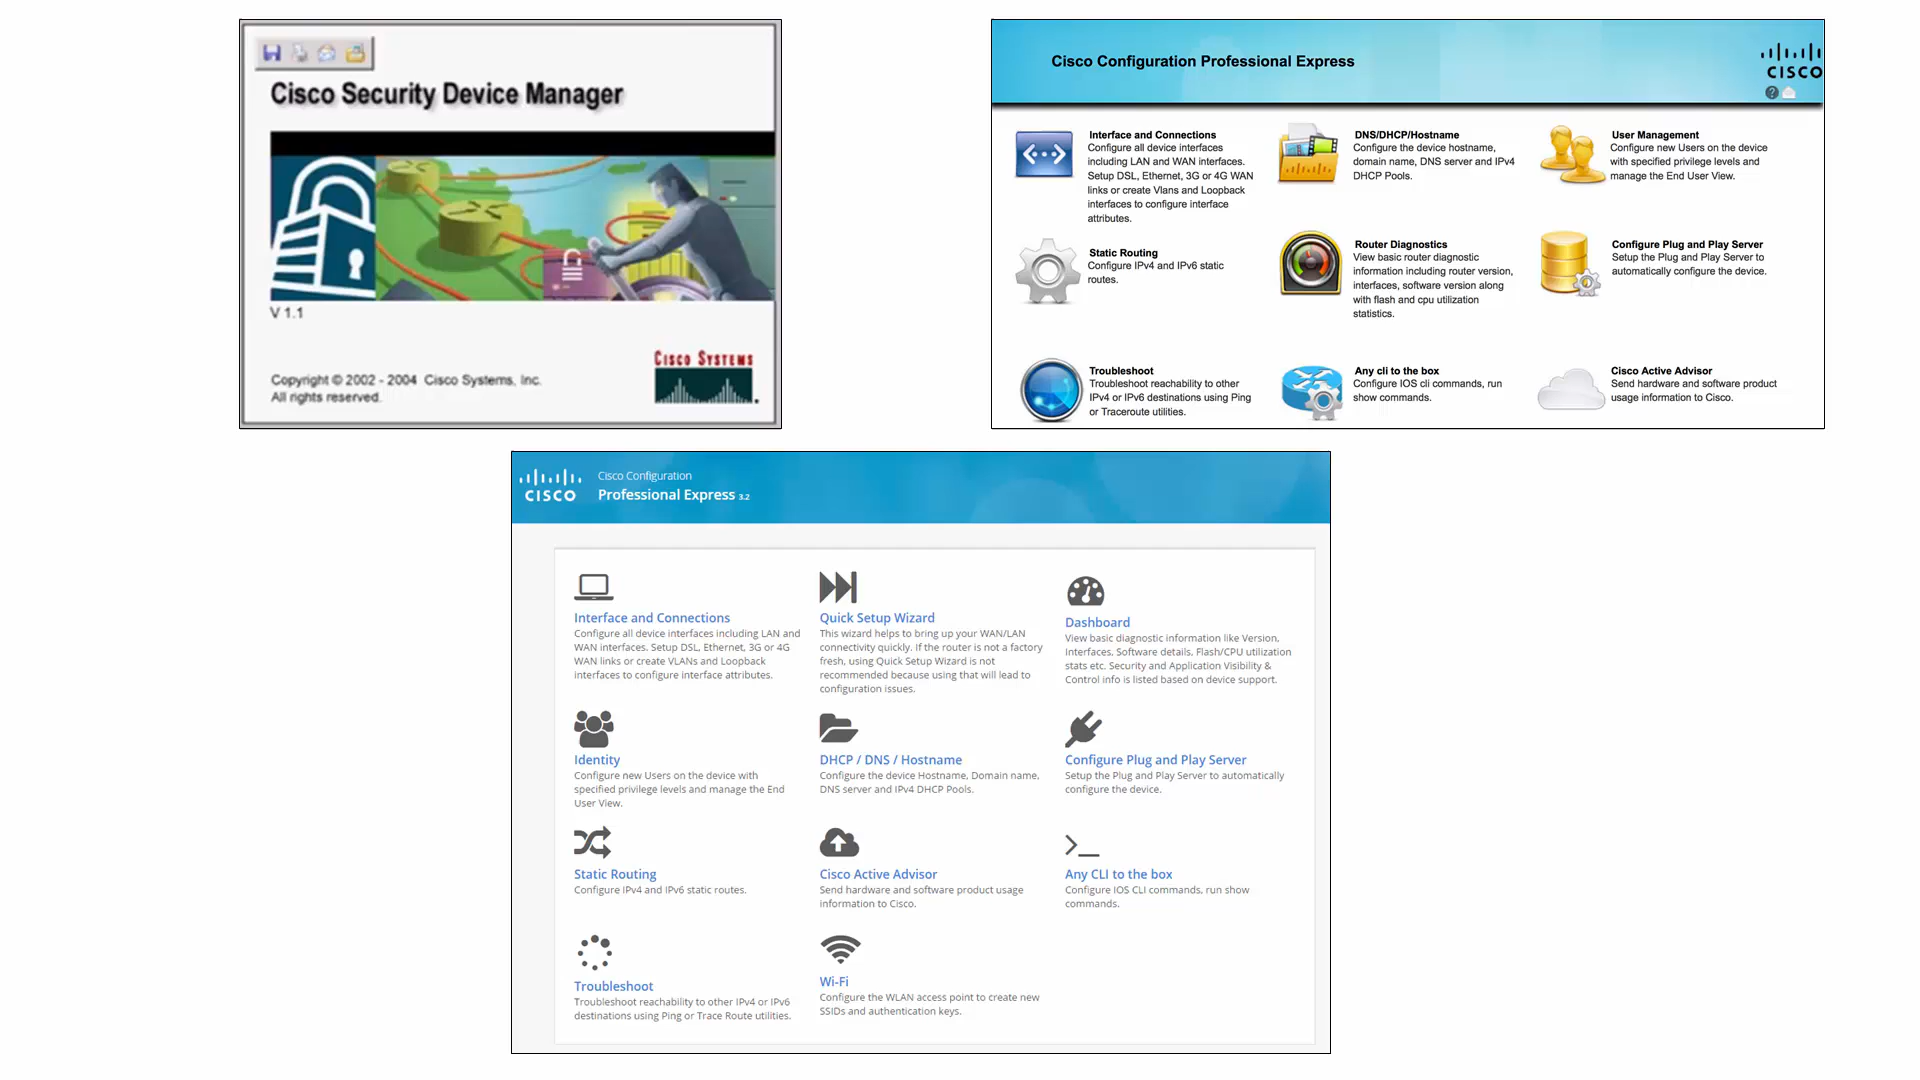 Cisco Security Device Manager
V 1.1
CISCO SYSTEMS
Copyright © 2002 - 2004 Cisco Systems, Inc.
All rights reserved.
Cisco Configuration Professional Express
CISCO
?
Interface and Connections
Configure all device interfaces
including LAN and WAN interfaces.
Setup DSL, Ethernet, 3G or 4G WAN
links or create Vlans and Loopback
interfaces to configure interface
attributes.
DNS/DHCP/Hostname
Configure the device hostname,
domain name, DNS server and IPv4
DHCP Pools.
User Management
Configure new Users on the device
with specified privilege levels and
manage the End User View.
Static Routing
Configure IPv4 and IPv6 static
routes.
Router Diagnostics
View basic router diagnostic
information including router version,
interfaces, software version along
with flash and cpu utilization
statistics.
Configure Plug and Play Server
Setup the Plug and Play Server to
automatically configure the device.
Troubleshoot
Troubleshoot reachability to other
IPv4 or IPv6 destinations using Ping
or Traceroute utilities.
Any cli to the box
Configure IOS cli commands, run
show commands.
Cisco Active Advisor
Send hardware and software product
usage information to Cisco.
CISCO
Cisco Configuration
Professional Express 3.2
Interface and Connections
Configure all device interfaces including LAN and
WAN interfaces. Setup DSL, Ethernet, 3G or 4G
WAN links or create VLANs and Loopback
interfaces to configure interface attributes.
Quick Setup Wizard
This wizard helps to bring up your WAN/LAN
connectivity quickly. If the router is not a factory
fresh, using Quick Setup Wizard is not
recommended because using that will lead to
configuration issues.
Dashboard
View basic diagnostic information like Version,
Interfaces, Software details, Flash/CPU utilization
stats etc. Security and Application Visibility &
Control info is listed based on device support.
Identity
Configure new Users on the device with
specified privilege levels and manage the End
User View.
DHCP / DNS / Hostname
Configure the device Hostname, Domain name,
DNS server and IPv4 DHCP Pools.
Configure Plug and Play Server
Setup the Plug and Play Server to automatically
configure the device.
Static Routing
Configure IPv4 and IPv6 static routes.
Cisco Active Advisor
Send hardware and software product usage
information to Cisco.
Any CLI to the box
Configure IOS CLI commands, run show
commands.
Troubleshoot
Troubleshoot reachability to other IPv4 or IPv6
destinations using Ping or Trace Route utilities.
Wi-Fi
Configure the WLAN access point to create new
SSIDs and authentication keys.